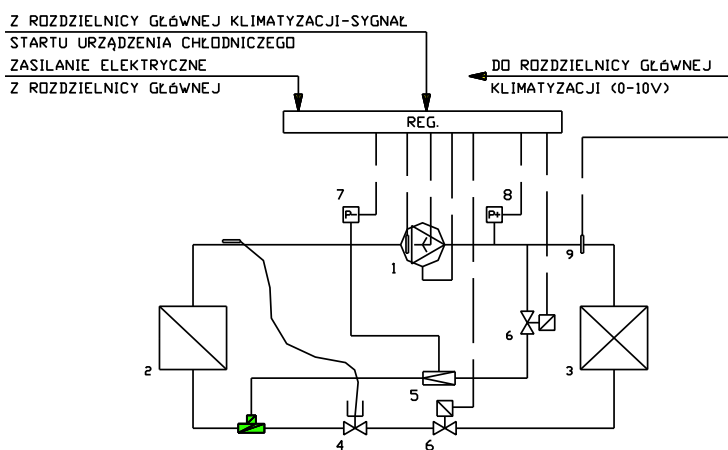 Z ROZDZIELNICY GŁóWNEJ KLIMATYZACJI-SYGNAŁ
STARTU URZĄDZENIA CHŁODNICZEGO
ZASILANIE ELEKTRYCZNE
Z ROZDZIELNICY GŁóWNEJ
DO ROZDZIELNICY GŁóWNEJ
KLIMATYZACJI (0-10V)
REG.
7
P-
8
P+
1
9
6
2
3
5
4
6